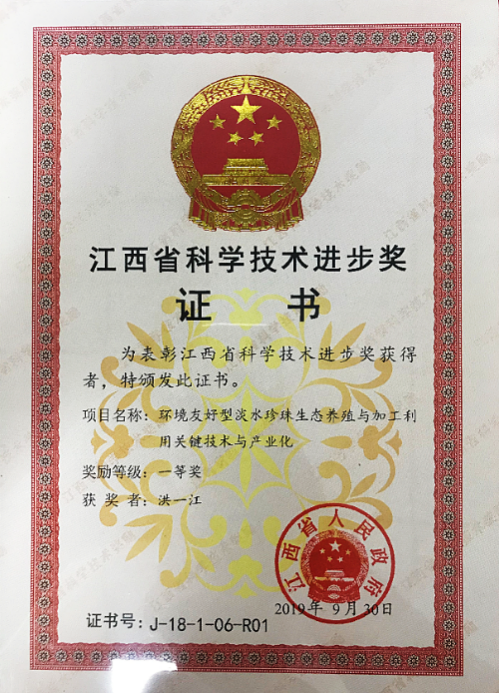 江西省科学技术进步奖
证 书
为表彰江西省科学技术进步奖获得
者，特颁发此证书。
项目名称：环境友好型淡水珍珠生态养殖与加工利
用关键技术与产业化
奖励等级：一等奖
获 奖 者：洪一江
江西省人民政府
2019年 9月30日
证书号：J-18-1-06-R01